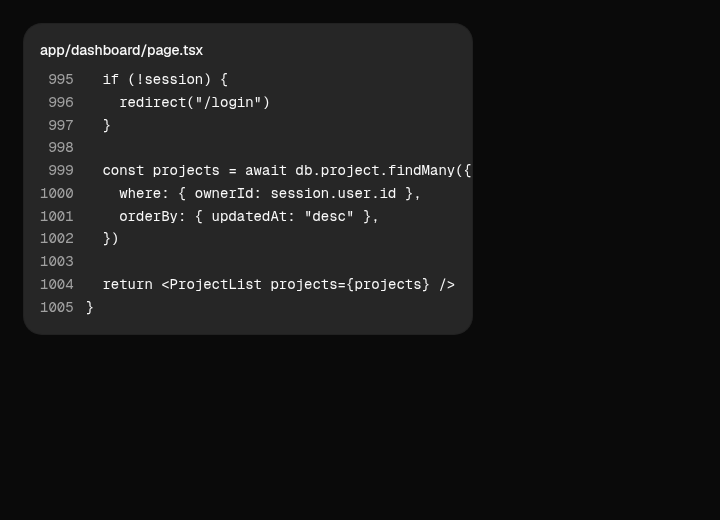 app/dashboard/page.tsx
995   if (!session) {
996     redirect("/login")
997   }
998
999   const projects = await db.project.findMany({
1000     where: { ownerId: session.user.id },
1001     orderBy: { updatedAt: "desc" },
1002   })
1003
1004   return <ProjectList projects={projects} />
1005 }